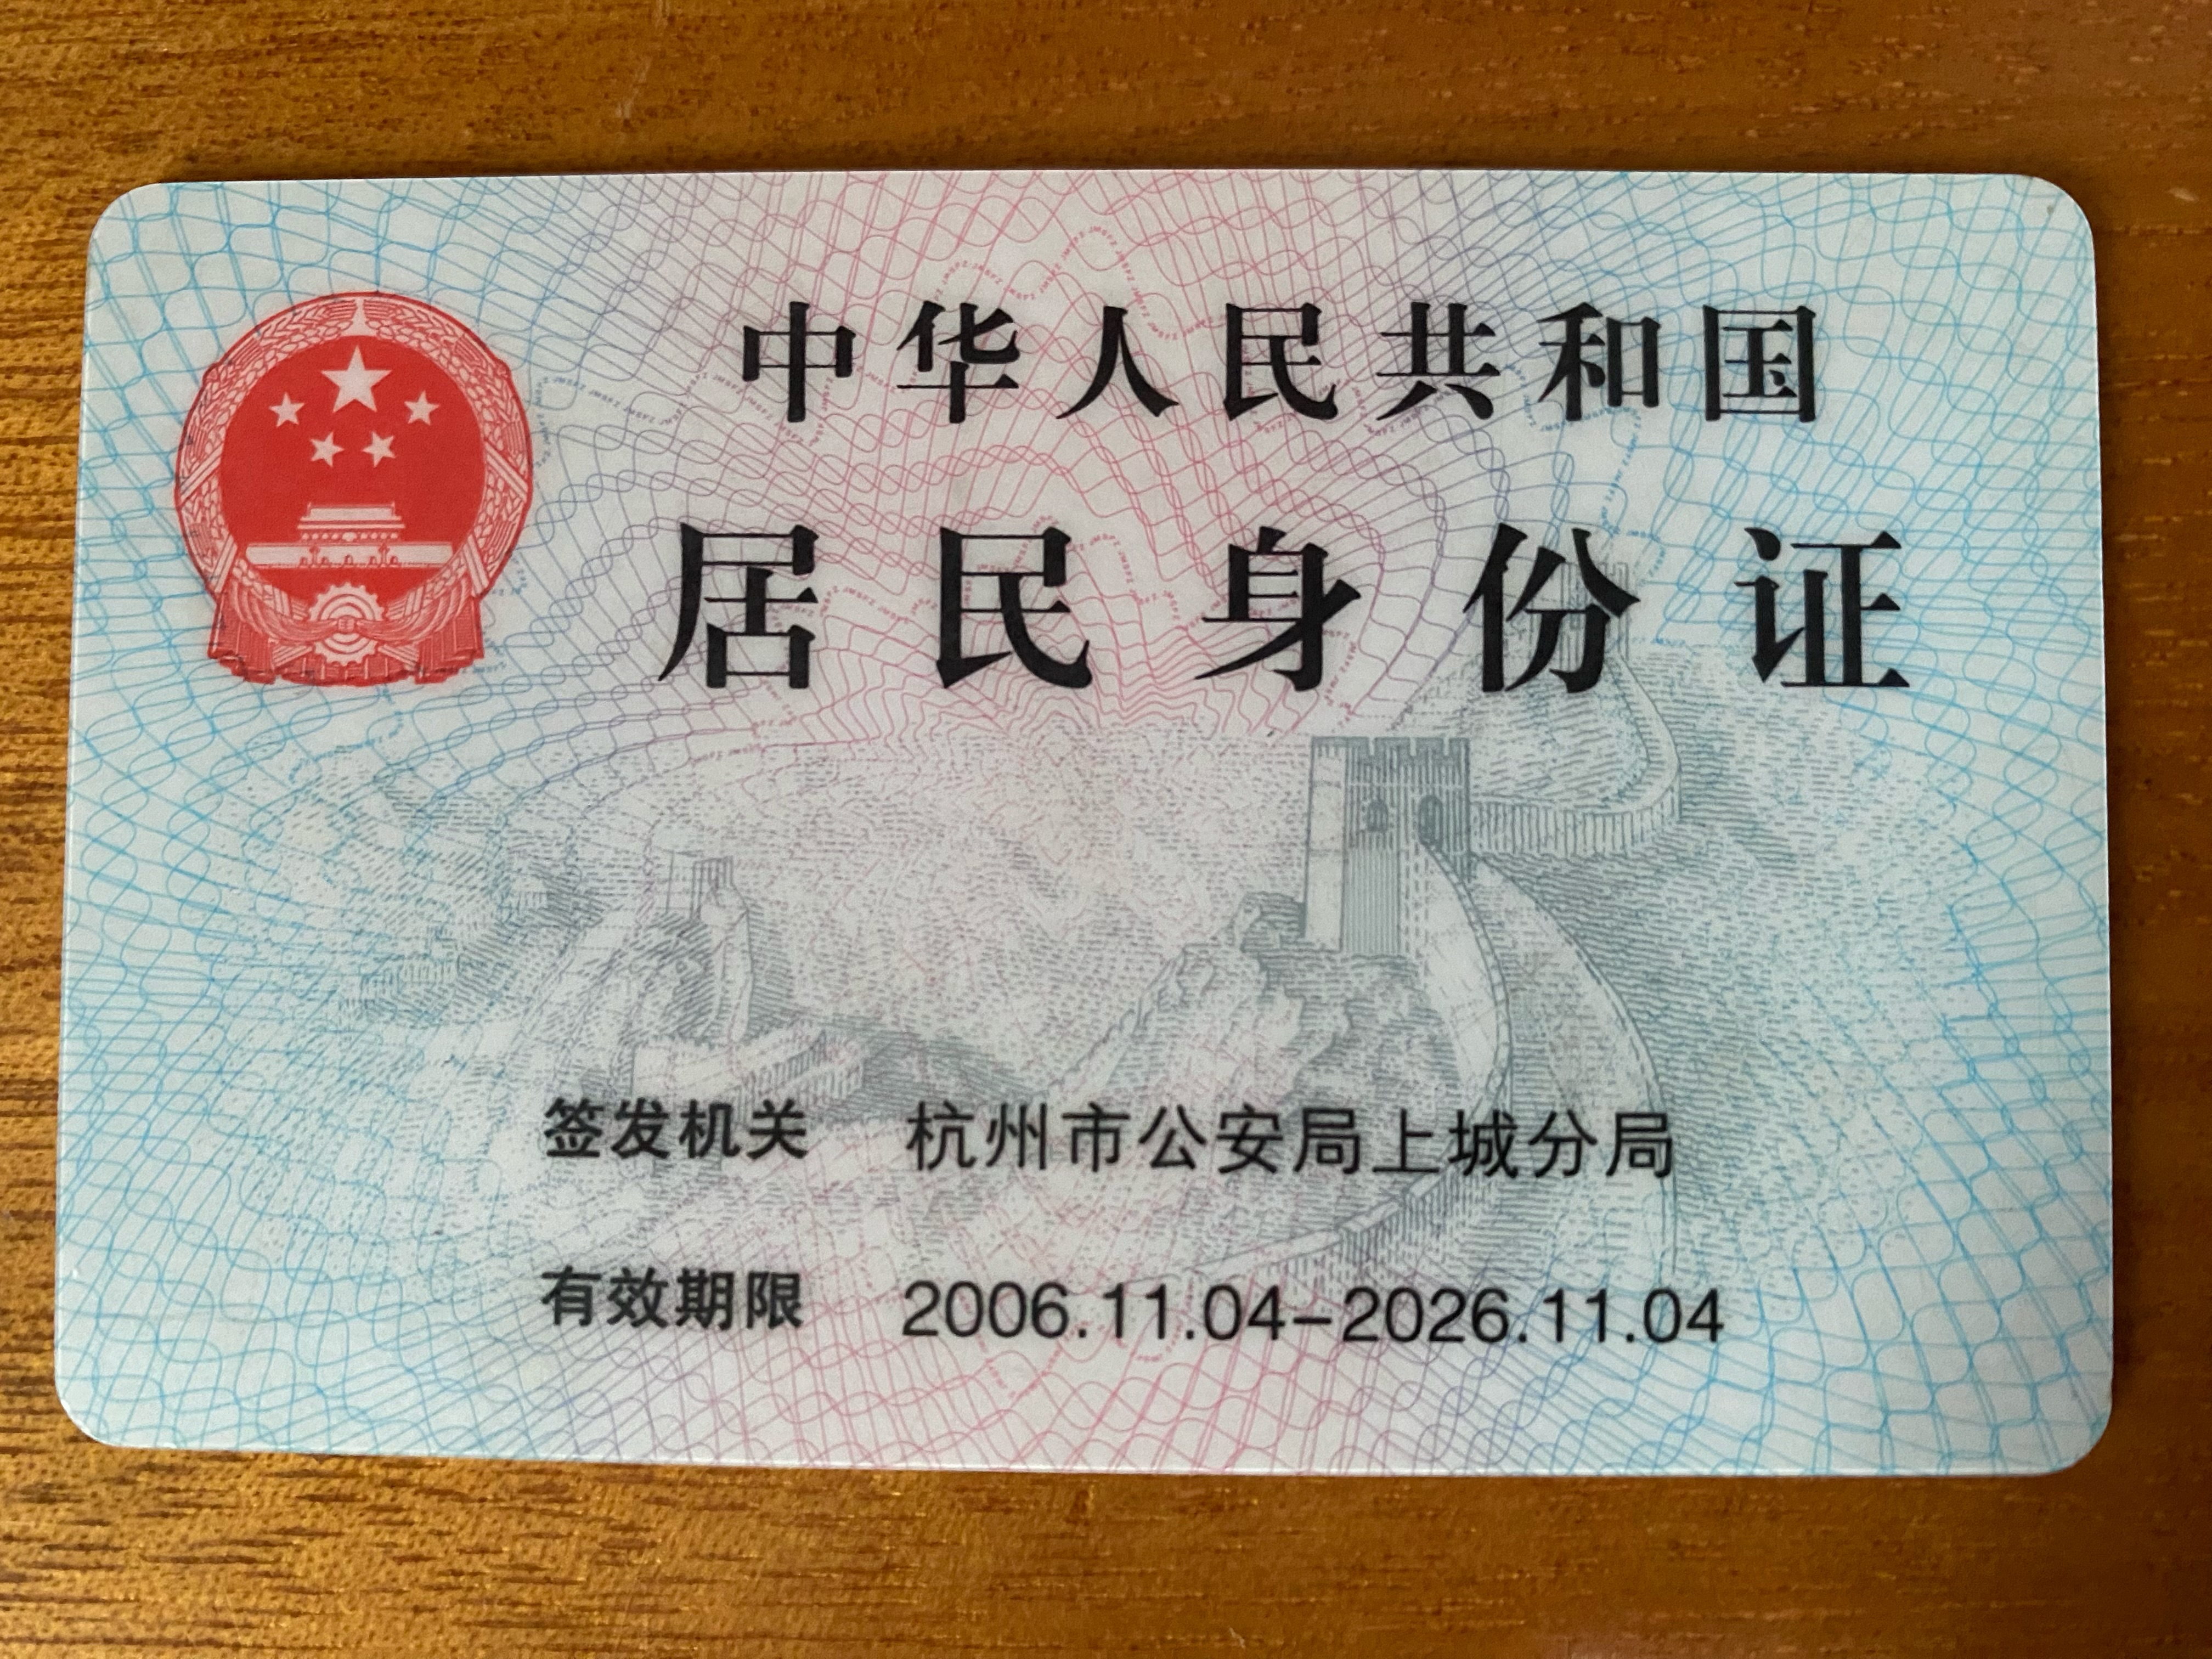 中华人民共和国
居民身份证
签发机关 杭州市公安局上城分局
有效期限 2006.11.04-2026.11.04